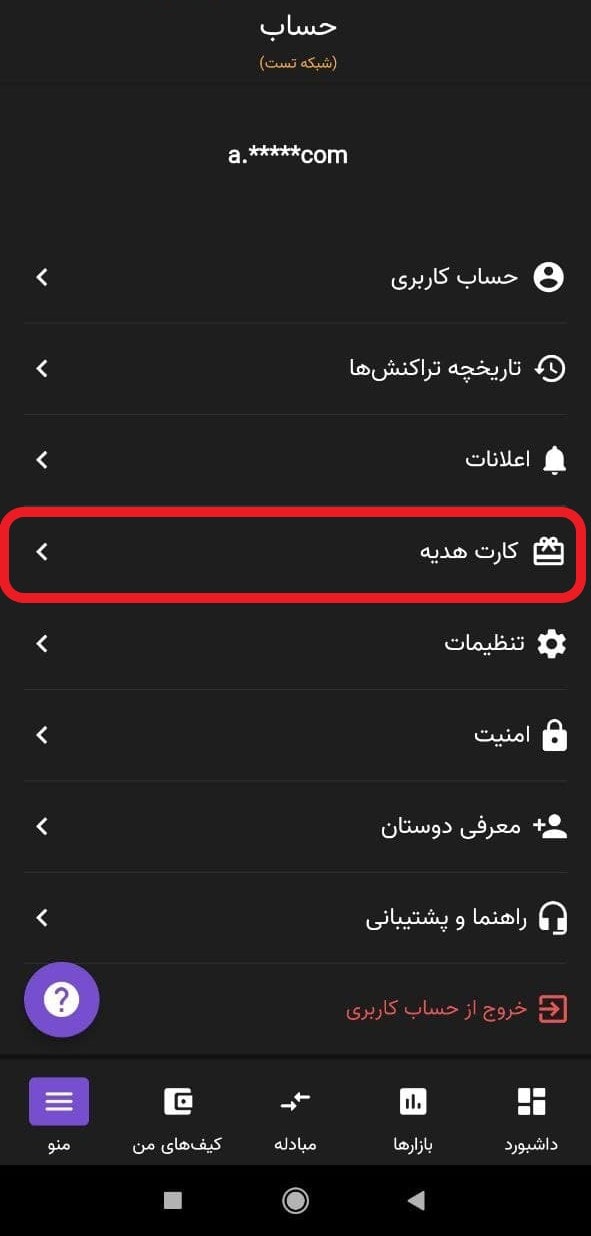 حساب
(شبکه تست)
a.*****com
حساب کاربری
تاریخچه تراکنش‌ها
اعلانات
کارت هدیه
تنظیمات
امنیت
معرفی دوستان
راهنما و پشتیبانی
خروج از حساب کاربری
?
داشبورد
بازارها
مبادله
کیف‌های من
منو